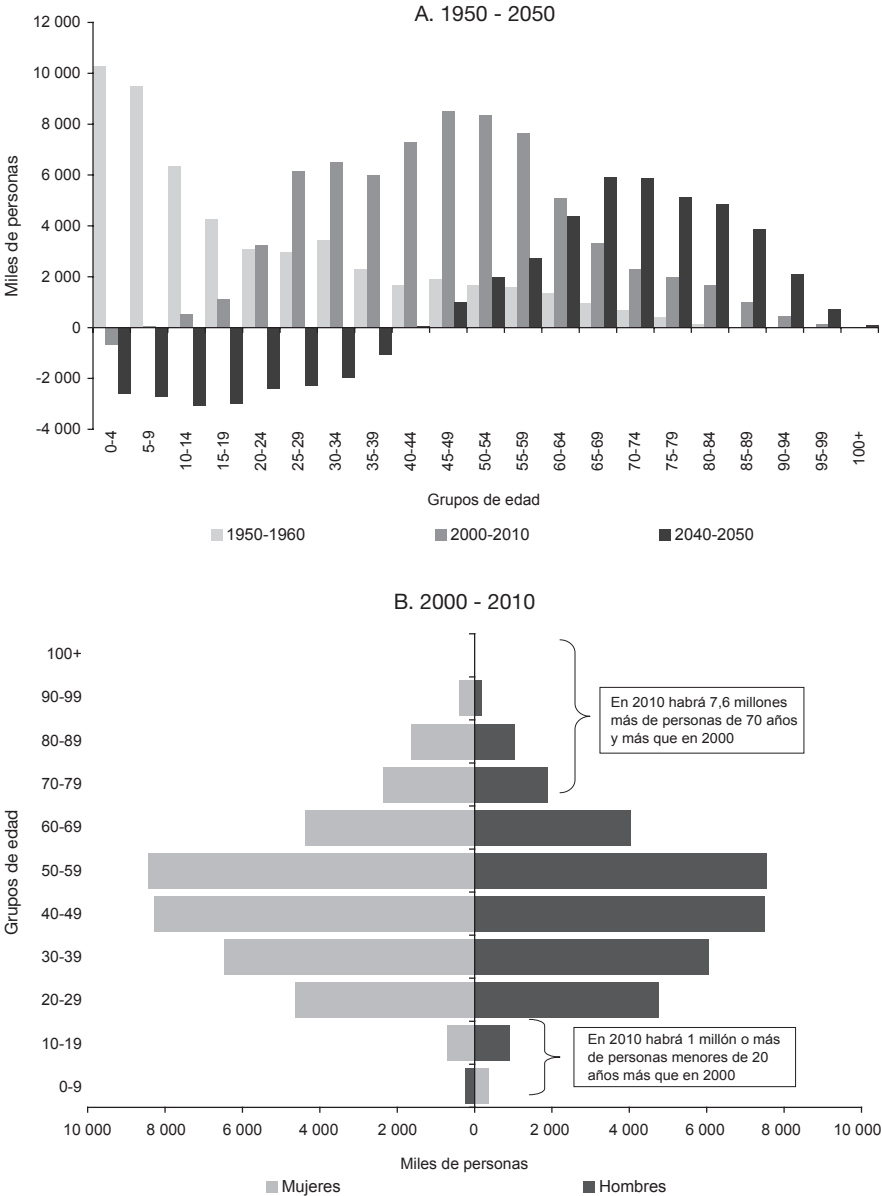 A. 1950 - 2050
12 000
10 000
8 000
6 000
4 000
2 000
0
-2 000
-4 000
Miles de personas
0-4
5-9
10-14
15-19
20-24
25-29
30-34
35-39
40-44
45-49
50-54
55-59
60-64
65-69
70-74
75-79
80-84
85-89
90-94
95-99
100+
Grupos de edad
1950-1960
2000-2010
2040-2050
B. 2000 - 2010
Grupos de edad
100+
90-99
80-89
70-79
60-69
50-59
40-49
30-39
20-29
10-19
0-9
En 2010 habrá 7,6 millones
más de personas de 70 años
y más que en 2000
En 2010 habrá 1 millón o más
de personas menores de 20
años más que en 2000
10 000 8 000 6 000 4 000 2 000 0 2 000 4 000 6 000 8 000 10 000
Miles de personas
Mujeres
Hombres